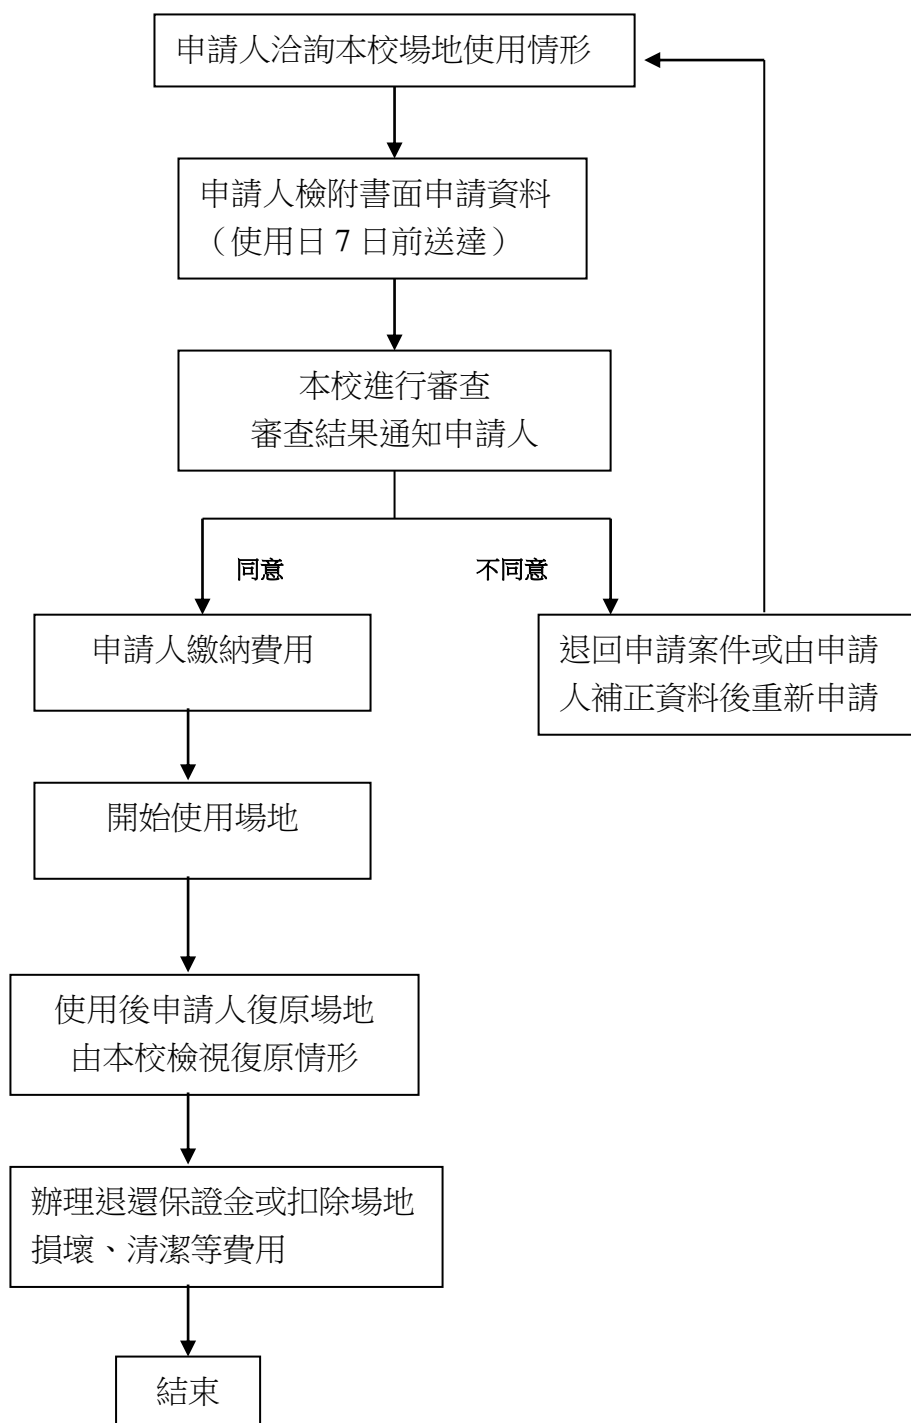 申請人洽詢本校場地使用情形
申請人檢附書面申請資料
（使用日 7 日前送達）
本校進行審查
審查結果通知申請人
同意
不同意
申請人繳納費用
退回申請案件或由申請
人補正資料後重新申請
開始使用場地
使用後申請人復原場地
由本校檢視復原情形
辦理退還保證金或扣除場地
損壞、清潔等費用
結束